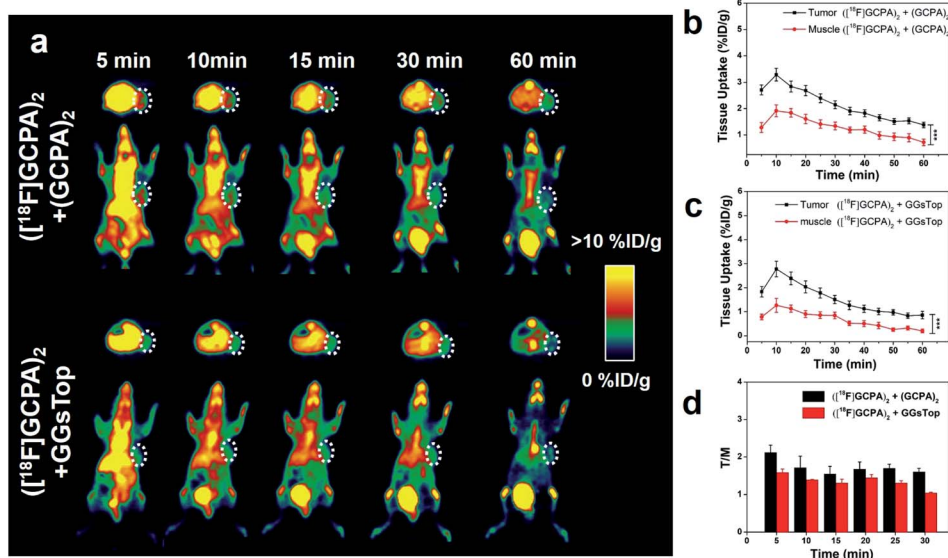 a
5 min 10min 15 min 30 min 60 min
([¹⁸F]GCPA)₂
+(GCPA)₂
>10 %ID/g
0 %ID/g
([¹⁸F]GCPA)₂
+GGsTop
b
Tissue Uptake (%ID/g)
6
5
4
3
2
1
Tumor ([¹⁸F]GCPA)₂ + (GCPA)₂
Muscle ([¹⁸F]GCPA)₂ + (GCPA)₂
***
0 10 20 30 40 50 60
Time (min)
c
Tissue Uptake (%ID/g)
6
5
4
3
2
1
0
Tumor ([¹⁸F]GCPA)₂ + GGsTop
muscle ([¹⁸F]GCPA)₂ + GGsTop
***
0 10 20 30 40 50 60
Time (min)
d
T/M
4
2
1
0
([¹⁸F]GCPA)₂ + (GCPA)₂
([¹⁸F]GCPA)₂ + GGsTop
5 10 15 20 25 30
Time (min)